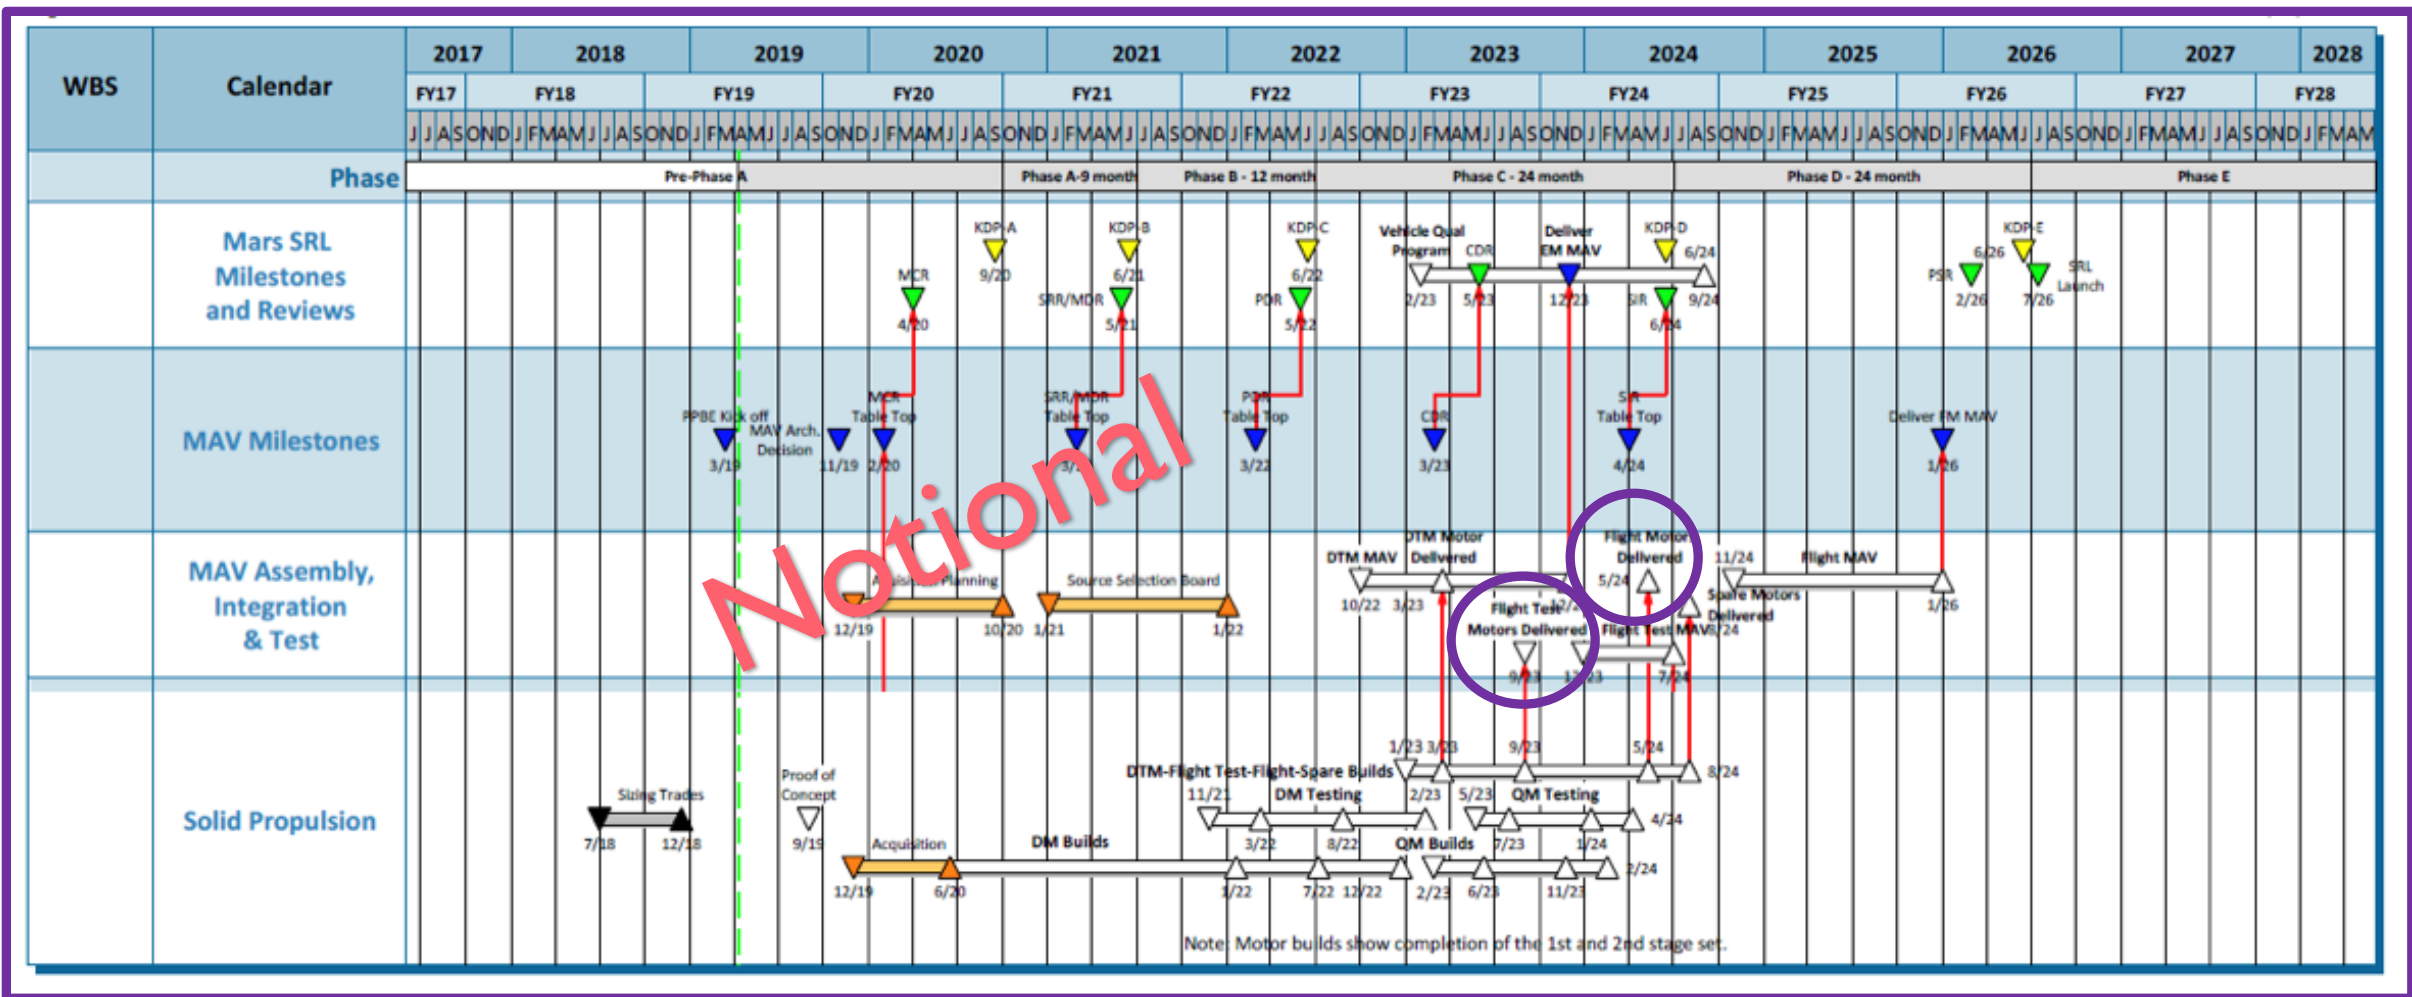 2017 2018 2019 2020 2021 2022 2023 2024 2025 2026 2027 2028
WBS Calendar
FY17 FY18 FY19 FY20 FY21 FY22 FY23 FY24 FY25 FY26 FY27 FY28
J J A S O N D J F M A M J J A S O N D J F M A M J J A S O N D J F M A M J J A S O N D J F M A M J J A S O N D J F M A M J J A S O N D J F M A M J J A S O N D J F M A M J J A S O N D J F M A M J J A S O N D J F M A M J J A S O N D J F M A M J J A S O N D J F M A M
Phase Pre-Phase A Phase A-9 month Phase B - 12 month Phase C - 24 month Phase D - 24 month Phase E
Mars SRL
Milestones
and Reviews
KDP-A
9/20
MCR
4/20
KDP-B
6/21
SRR/MDR
5/21
KDP-C
6/22
PDR
5/22
Vehicle Qual
Program
2/23
CDR
5/23
Deliver
EM MAV
12/23
KDP-D
6/24
SIR
6/24
9/24
PSR
2/26
KDP-E
6/26
SRL
Launch
7/26
MAV Milestones
PPBE Kick off
3/19
MAV Arch.
Decision
11/19
MCR
Table Top
2/20
SRR/MDR
Table Top
PDR
Table Top
3/22
CDR
3/23
SIR
Table Top
4/24
Deliver FM MAV
1/26
Notional
MAV Assembly,
Integration
& Test
Acquisition Planning
12/19 10/20
Source Selection Board
1/21 1/22
DTM MAV
10/22
DTM Motor
Delivered
3/23
Flight Test
Motors Delivered
9/23
Flight Motor
Delivered
5/24
Flight Test MAV
12/23 7/24
Spare Motors
Delivered
8/24
11/24
Flight MAV
1/26
Solid Propulsion
Sizing Trades
7/18 12/18
Proof of
Concept
9/19
DTM-Flight Test-Flight-Spare Builds
1/23 3/23 9/23 5/24 8/24
DM Testing
11/21 3/22 8/22 2/23
QM Testing
5/23 7/23 1/24 4/24
Acquisition
12/19 6/20
DM Builds
1/22 7/22 12/22
QM Builds
2/23 6/23 11/23 2/24
Note: Motor builds show completion of the 1st and 2nd stage set.